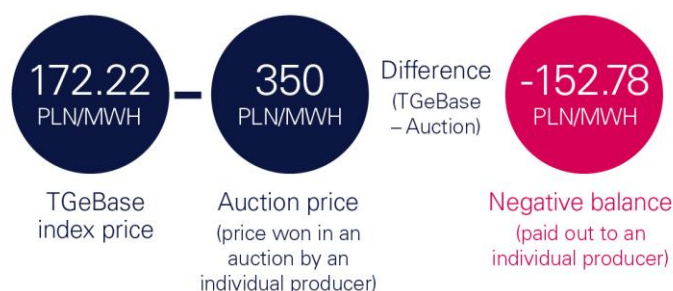 172.22
PLN/MWH
–
350
PLN/MWH
Difference
(TGeBase
– Auction)
-152.78
PLN/MWH
TGeBase
index price
Auction price
(price won in an
auction by an
individual producer)
Negative balance
(paid out to an
individual producer)